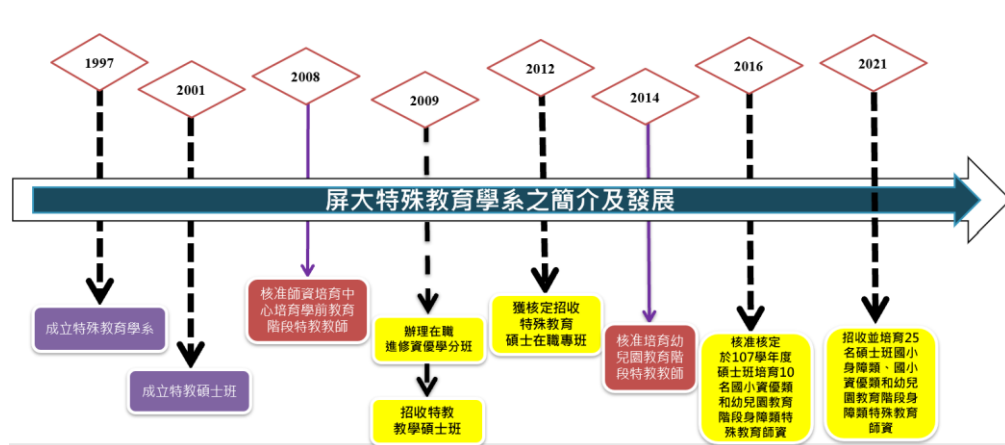 1997
2001
2008
2009
2012
2014
2016
2021
屏大特殊教育學系之簡介及發展
成立特殊教育學系
成立特教碩士班
核准師資培育中
心培育學前教育
階段特教教師
辦理在職
進修資優學分班
招收特教
教學碩士班
獲核定招收
特殊教育
碩士在職專班
核准培育幼
兒園教育階
段特教教師
核准核定
於107學年度
碩士班培育10
名國小資優類
和幼兒園教育
階段身障類特
殊教育師資
招收並培育25
名碩士班國小
身障類、國小
資優類和幼兒
園教育階段身
障類特殊教育
師資